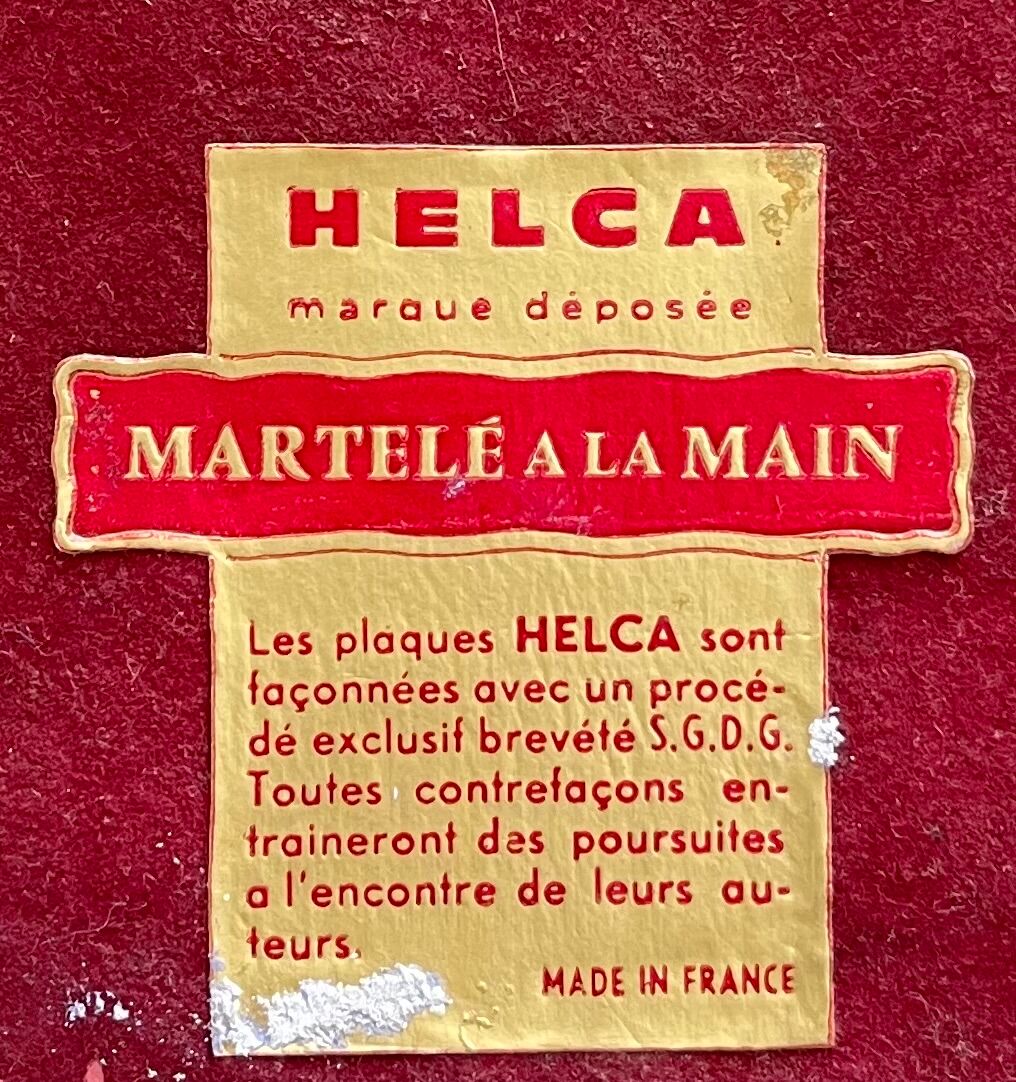 HELCA
marque déposée
MARTELÉ A LA MAIN
Les plaques HELCA sont
façonnées avec un procé-
dé exclusif brevété S.G.D.G.
Toutes contrefaçons en-
traineront des poursuites
a l'encontre de leurs au-
teurs.
MADE IN FRANCE